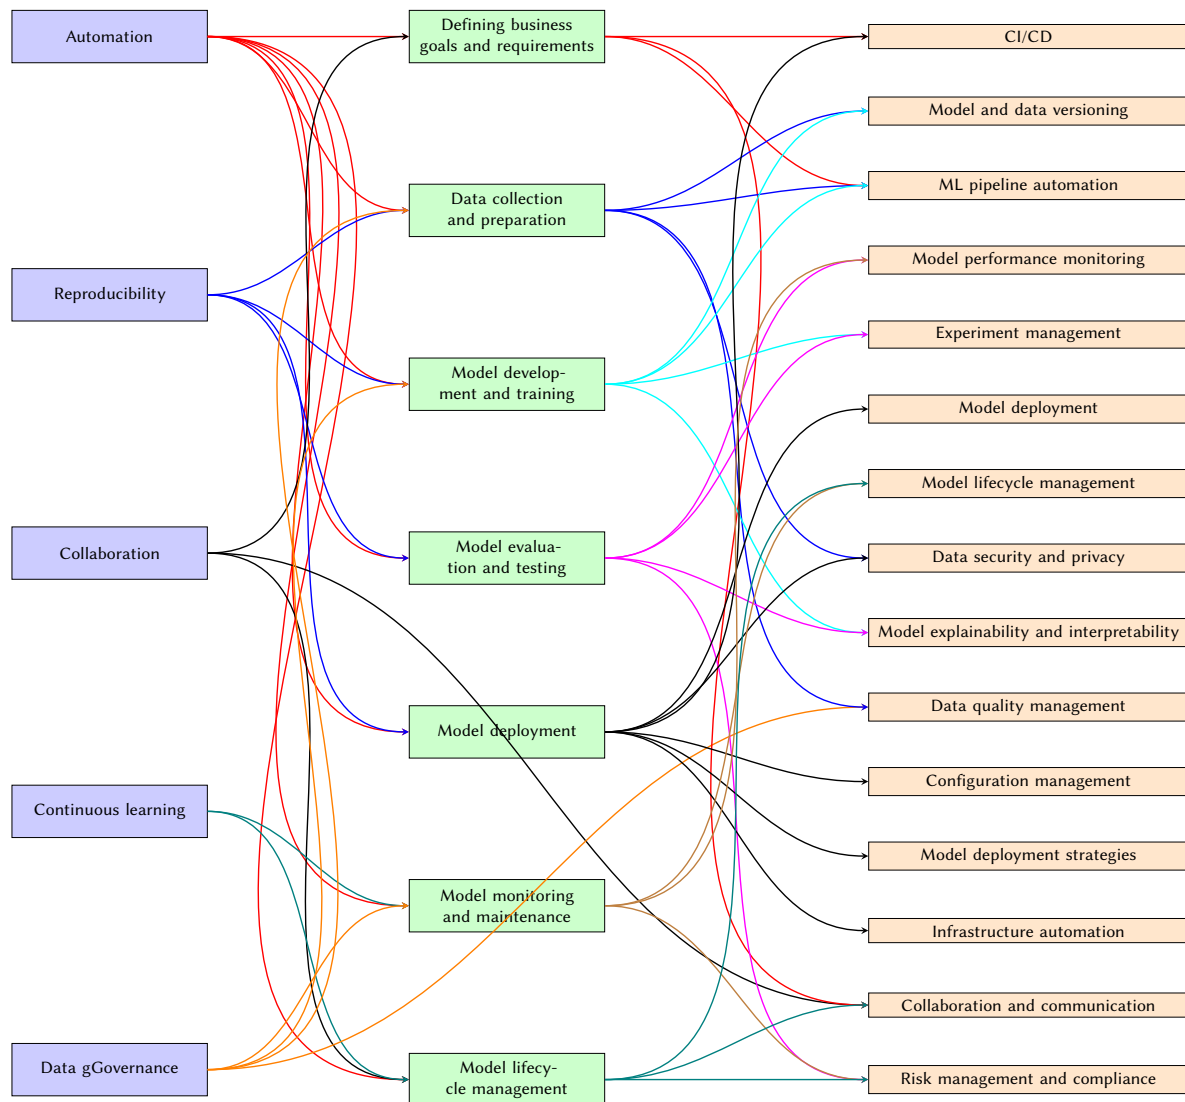 Automation
Reproducibility
Collaboration
Continuous learning
Data gGovernance
Defining business
goals and requirements
Data collection
and preparation
Model develop-
ment and training
Model evalua-
tion and testing
Model deployment
Model monitoring
and maintenance
Model lifecy-
cle management
CI/CD
Model and data versioning
ML pipeline automation
Model performance monitoring
Experiment management
Model deployment
Model lifecycle management
Data security and privacy
Model explainability and interpretability
Data quality management
Configuration management
Model deployment strategies
Infrastructure automation
Collaboration and communication
Risk management and compliance